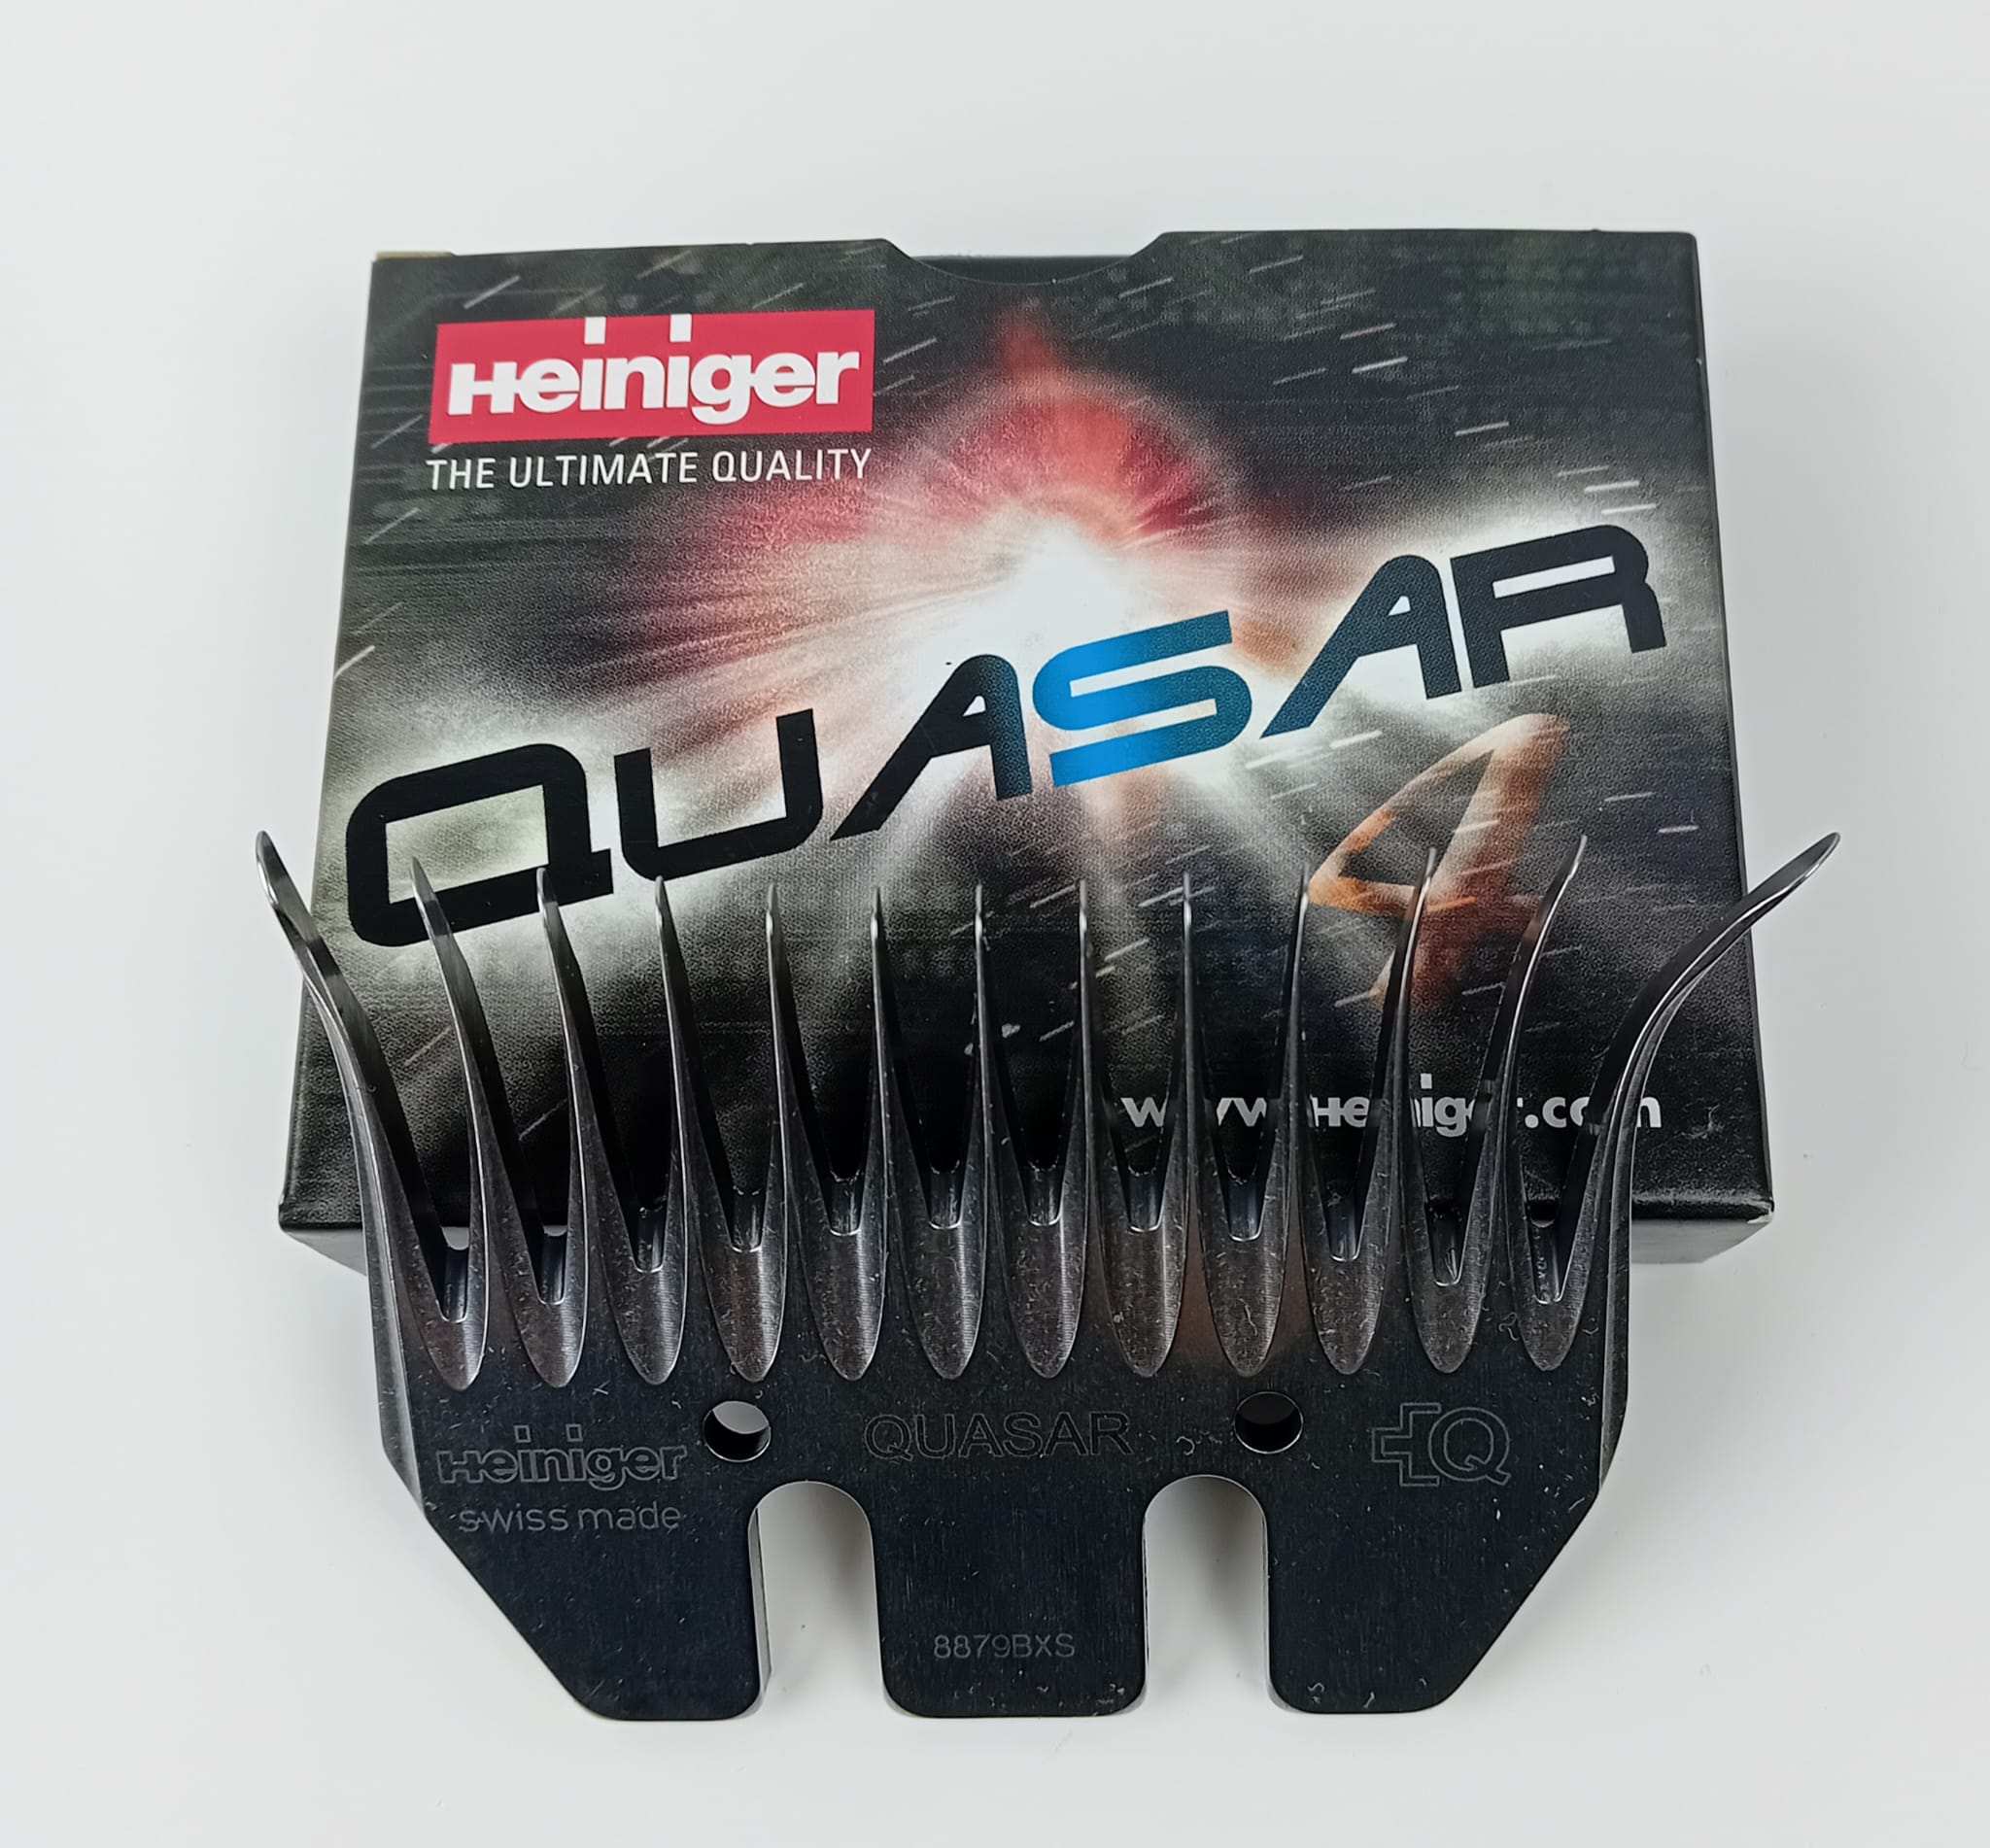 Heiniger
THE ULTIMATE QUALITY
QUASAR
4
www.Heiniger.com
Heiniger
swiss made
QUASAR
Q
8879BXS